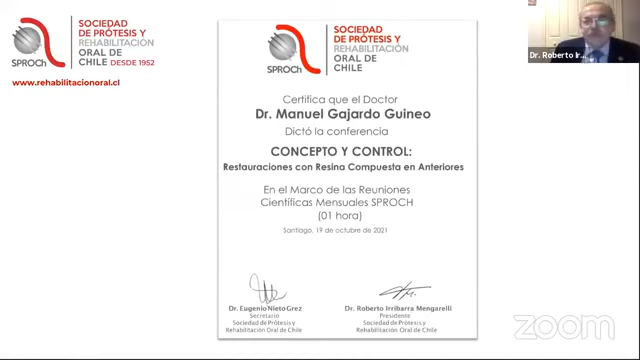 SPROCh
SOCIEDAD
DE PRÓTESIS Y
REHABILITACIÓN
ORAL DE
CHILE DESDE 1952
www.rehabilitacionoral.cl
SPROCh
SOCIEDAD
DE PRÓTESIS Y
REHABILITACIÓN
ORAL DE
CHILE
Certifica que el Doctor
Dr. Manuel Gajardo Guineo
Dictó la conferencia
CONCEPTO Y CONTROL:
Restauraciones con Resina Compuesta en Anteriores
En el Marco de las Reuniones
Científicas Mensuales SPROCH
(01 hora)
Santiago, 19 de octubre de 2021
Dr. Eugenio Nieto Grez
Secretario
Sociedad de Prótesis y
Rehabilitación Oral de Chile
Dr. Roberto Irribarra Mengarelli
Presidente
Sociedad de Prótesis y
Rehabilitación Oral de Chile
Dr. Roberto Ir...
zoom